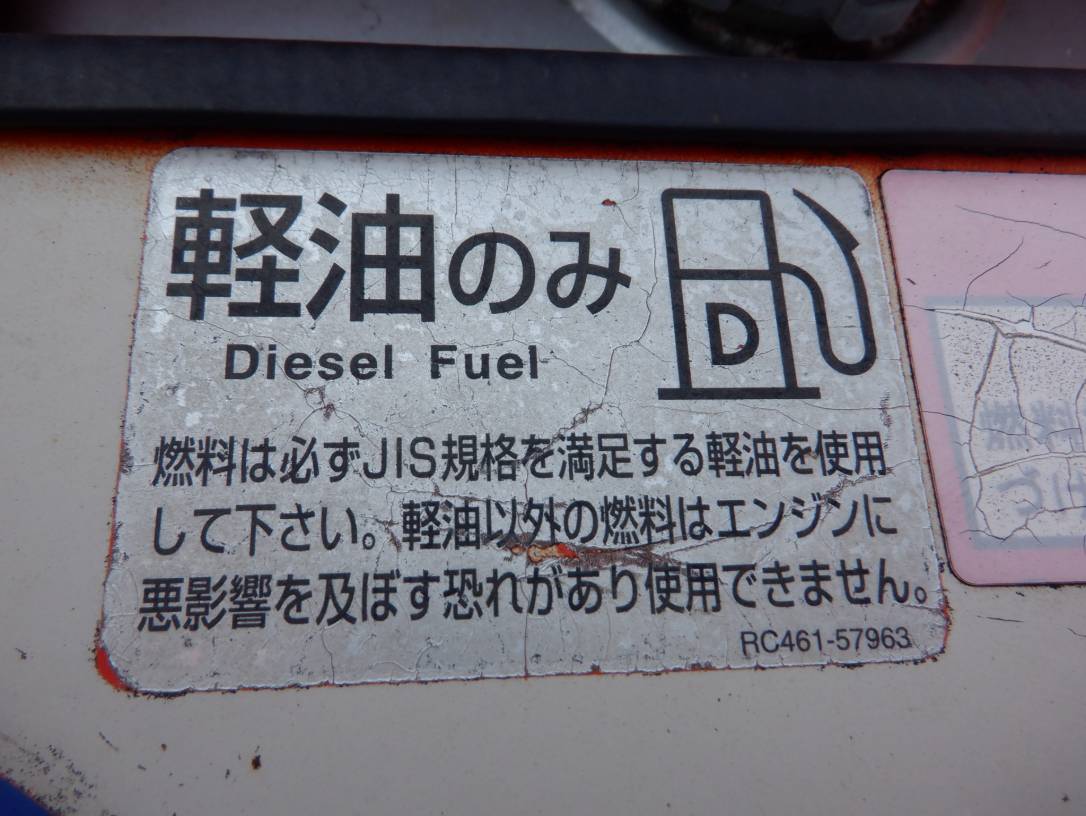 軽油のみ
Diesel Fuel
D
燃料は必ずJIS規格を満足する軽油を使用
して下さい。軽油以外の燃料はエンジンに
悪影響を及ぼす恐れがあり使用できません。
RC461-57963